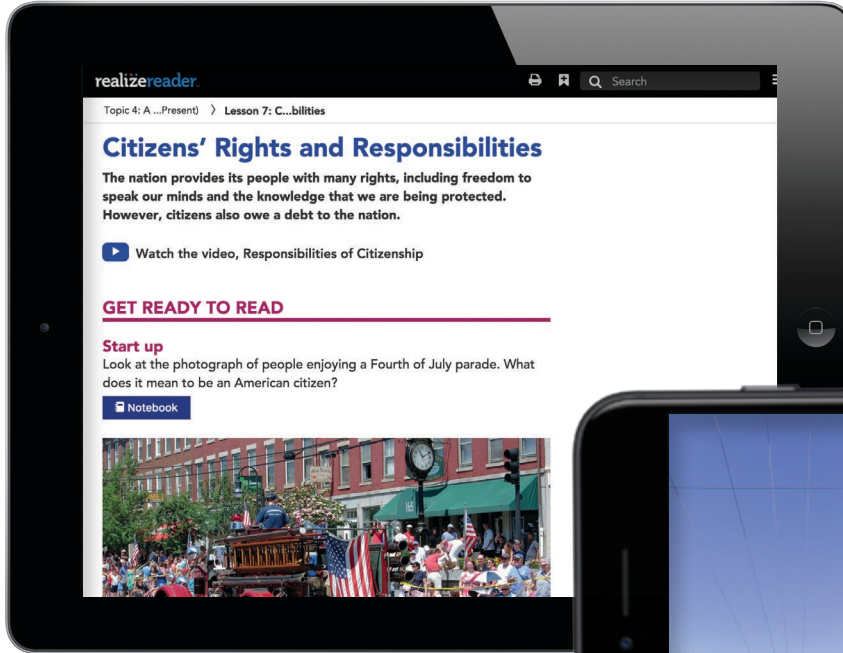 realizereader.
Search
Topic 4: A ...Present) 〉 Lesson 7: C...bilities
Citizens' Rights and Responsibilities
The nation provides its people with many rights, including freedom to
speak our minds and the knowledge that we are being protected.
However, citizens also owe a debt to the nation.
Watch the video, Responsibilities of Citizenship
GET READY TO READ
Start up
Look at the photograph of people enjoying a Fourth of July parade. What
does it mean to be an American citizen?
Notebook
165